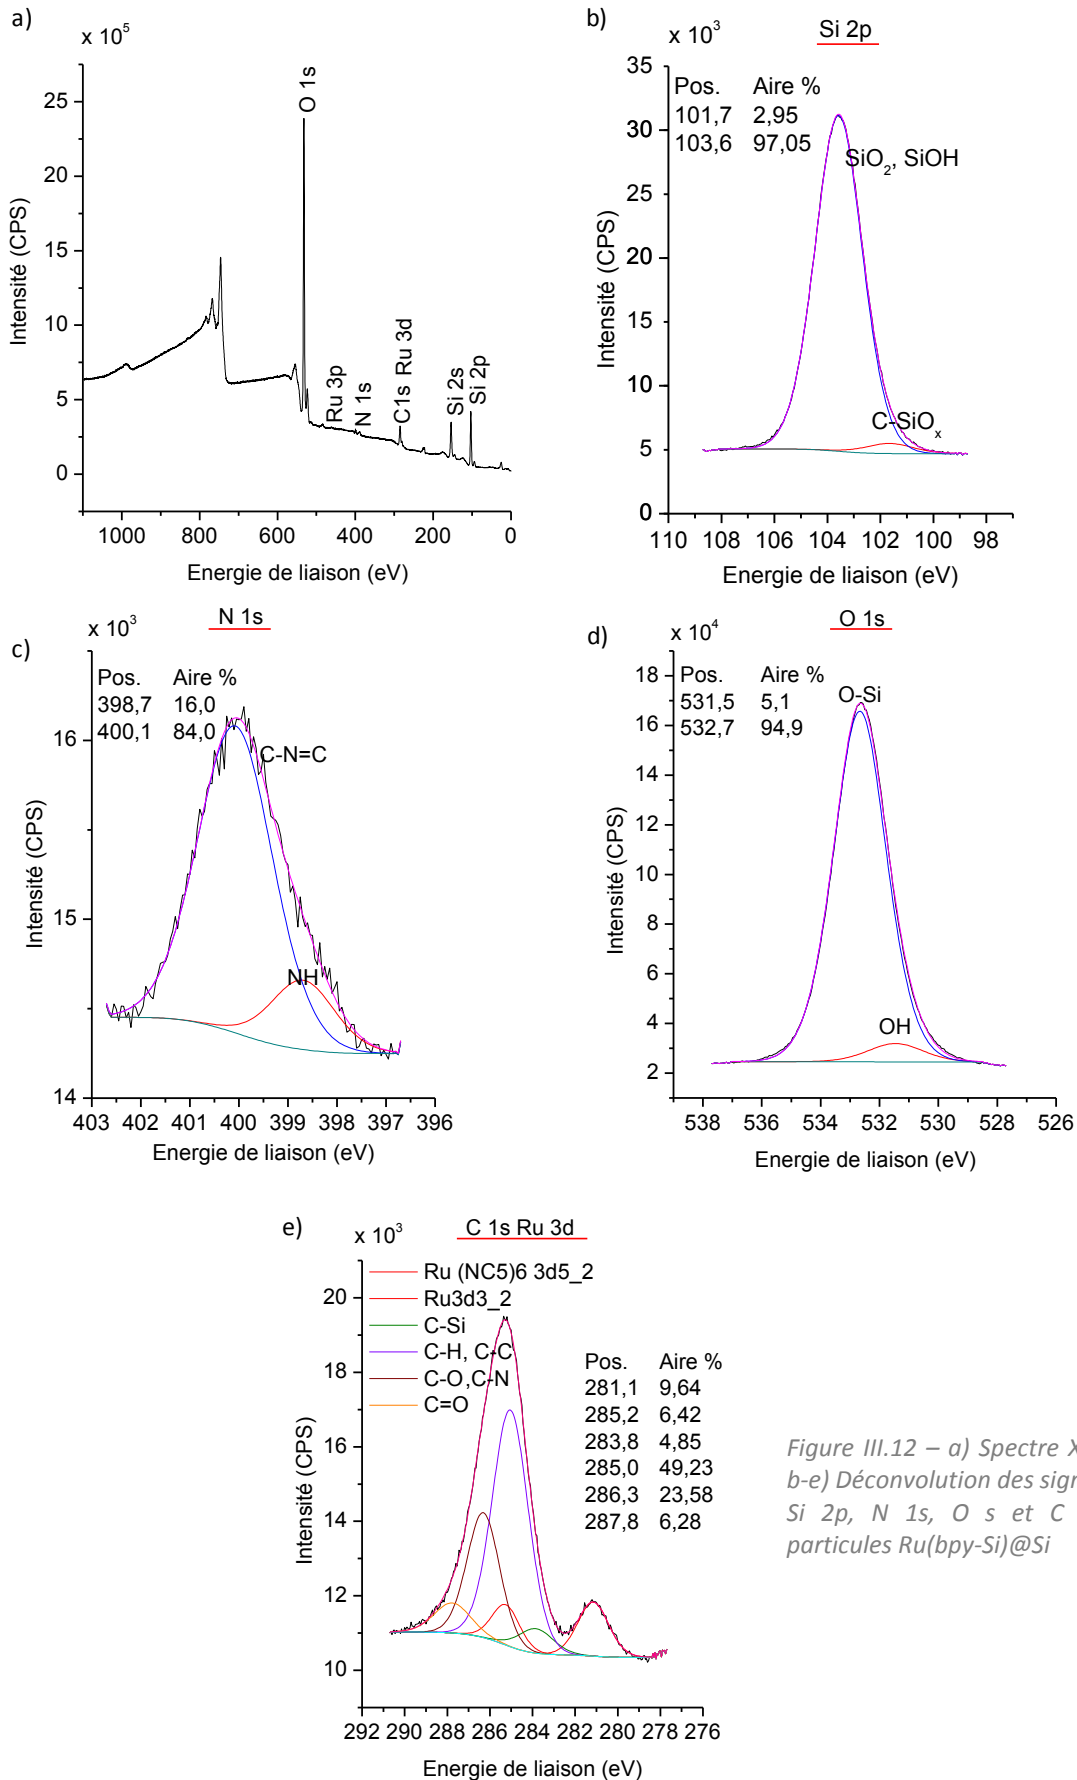 a)
x 10⁵
Intensité (CPS)
25
20
15
10
5
0
O 1s
Ru 3p
N 1s
C1s Ru 3d
Si 2s
Si 2p
1000 800 600 400 200 0
Energie de liaison (eV)
b)
x 10³
Si 2p
Pos. Aire %
101,7 2,95
103,6 97,05
SiO₂, SiOH
C-SiOₓ
Intensité (CPS)
35
30
25
20
15
10
5
0
110 108 106 104 102 100 98
Energie de liaison (eV)
c)
x 10³
N 1s
Pos. Aire %
398,7 16,0
400,1 84,0
C-N=C
NH
Intensité (CPS)
16
15
14
403 402 401 400 399 398 397 396
Energie de liaison (eV)
d)
x 10⁴
O 1s
Pos. Aire %
531,5 5,1
532,7 94,9
O-Si
OH
Intensité (CPS)
18
16
14
12
10
8
6
4
2
538 536 534 532 530 528 526
Energie de liaison (eV)
e)
x 10³
C 1s Ru 3d
Ru (NC5)6 3d5_2
Ru3d3_2
C-Si
C-H, C-C
C-O ,C-N
C=O
Pos. Aire %
281,1 9,64
285,2 6,42
283,8 4,85
285,0 49,23
286,3 23,58
287,8 6,28
Intensité (CPS)
20
18
16
14
12
10
292 290 288 286 284 282 280 278 276
Energie de liaison (eV)
Figure III.12 – a) Spectre X
b-e) Déconvolution des sign
Si 2p, N 1s, O s et C
particules Ru(bpy-Si)@Si